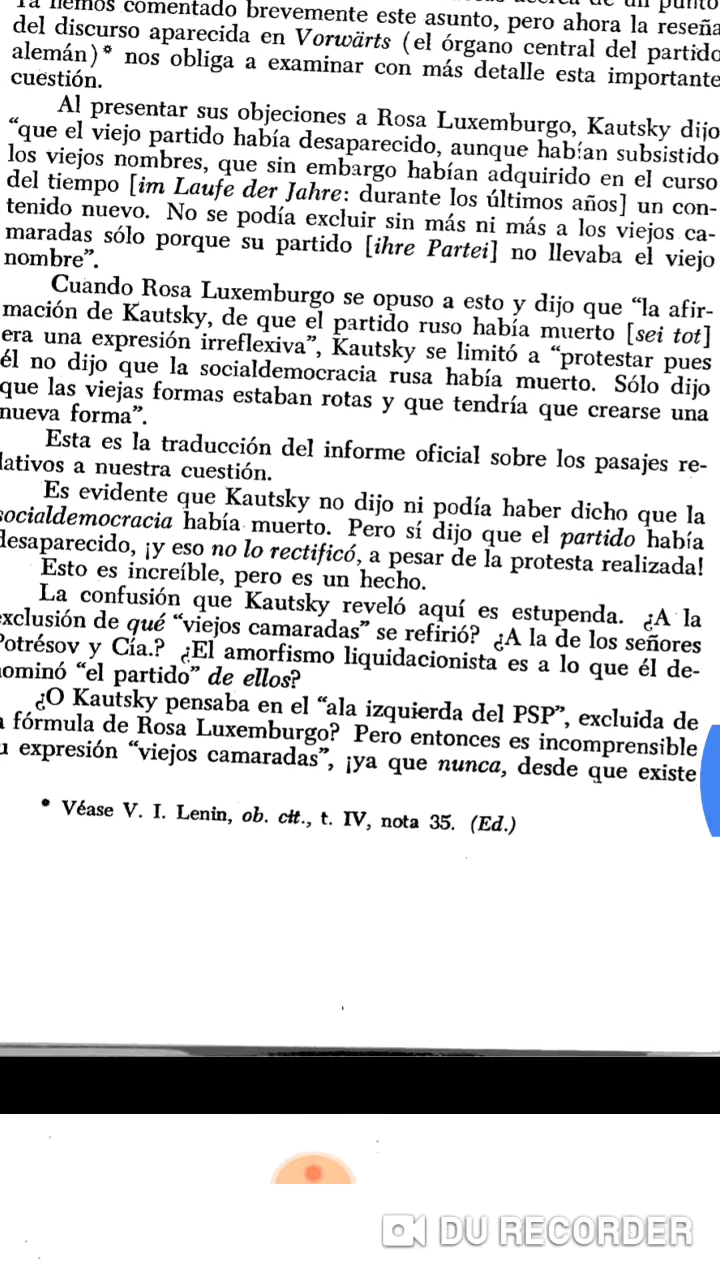 Ya hemos comentado brevemente este asunto, pero ahora la reseña
del discurso aparecida en Vorwärts (el órgano central del partido
alemán)* nos obliga a examinar con más detalle esta importante
cuestión.
Al presentar sus objeciones a Rosa Luxemburgo, Kautsky dijo
“que el viejo partido había desaparecido, aunque habían subsistido
los viejos nombres, que sin embargo habían adquirido en el curso
del tiempo [im Laufe der Jahre: durante los últimos años] un con-
tenido nuevo. No se podía excluir sin más ni más a los viejos ca-
maradas sólo porque su partido [ihre Partei] no llevaba el viejo
nombre”.
Cuando Rosa Luxemburgo se opuso a esto y dijo que “la afir-
mación de Kautsky, de que el partido ruso había muerto [sei tot]
era una expresión irreflexiva”, Kautsky se limitó a “protestar pues
él no dijo que la socialdemocracia rusa había muerto. Sólo dijo
que las viejas formas estaban rotas y que tendría que crearse una
nueva forma”.
Esta es la traducción del informe oficial sobre los pasajes re-
lativos a nuestra cuestión.
Es evidente que Kautsky no dijo ni podía haber dicho que la
socialdemocracia había muerto. Pero sí dijo que el partido había
desaparecido, ¡y eso no lo rectificó, a pesar de la protesta realizada!
Esto es increíble, pero es un hecho.
La confusión que Kautsky reveló aquí es estupenda. ¿A la
exclusión de qué “viejos camaradas” se refirió? ¿A la de los señores
Potrésov y Cía.? ¿El amorfismo liquidacionista es a lo que él de-
nominó “el partido” de ellos?
¿O Kautsky pensaba en el “ala izquierda del PSP”, excluida de
a fórmula de Rosa Luxemburgo? Pero entonces es incomprensible
u expresión “viejos camaradas”, ¡ya que nunca, desde que existe
* Véase V. I. Lenin, ob. cit., t. IV, nota 35. (Ed.)
DU RECORDER